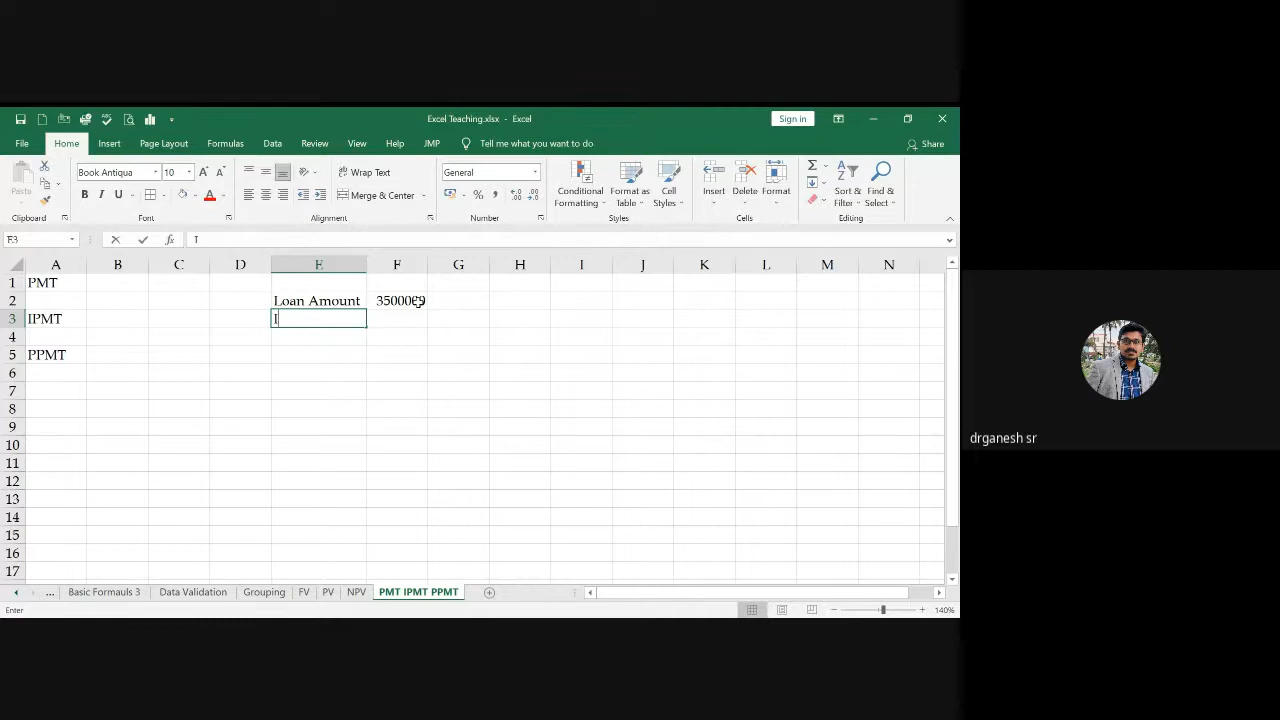 Excel Teaching.xlsx - Excel
Sign in
File Home Insert Page Layout Formulas Data Review View Help JMP Tell me what you want to do Share
Paste
Book Antiqua 10
B I U
A A A
Wrap Text
Merge & Center
General
% ,
Conditional Formatting
Format as Table
Cell Styles
Insert Delete Format
Sort & Filter
Find & Select
Clipboard Font Alignment Number Styles Cells Editing
E3 fx I
A B C D E F G H I J K L M N
1 PMT
2 Loan Amount
3 IPMT I
4
5 PPMT
6
7
8
9
10
11
12
13
14
15
16
17
... Basic Formauls 3 Data Validation Grouping FV PV NPV PMT IPMT PPMT
Enter 140%
drganesh sr